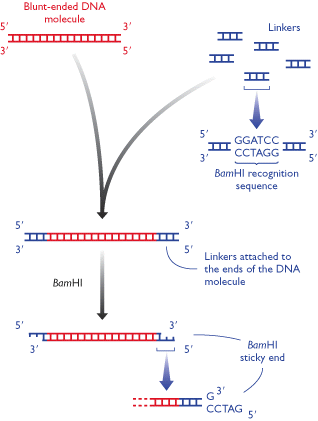 Blunt-ended DNA
molecule
5′ 3′
3′ 5′
Linkers
5′ GGATCC 3′
3′ CCTAGG 5′
BamHI recognition
sequence
5′ 3′
3′ 5′
Linkers attached to
the ends of the DNA
molecule
BamHI
5′ 3′
3′ 5′
BamHI
sticky end
G 3′
CCTAG 5′